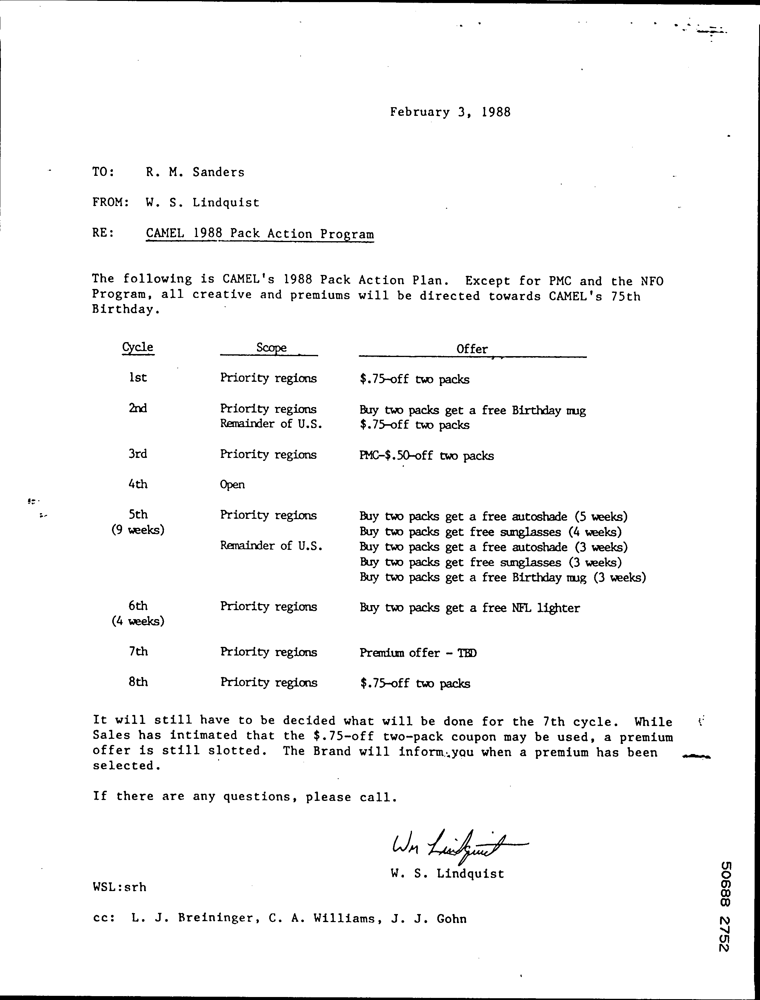 February 3, 1988
TO: R. M. Sanders
FROM: W. S. Lindquist
RE: CAMEL 1988 Pack Action Program
The following is CAMEL's 1988 Pack Action Plan. Except for PMC and the NFO
Program, all creative and premiums will be directed towards CAMEL's 75th
Birthday.
Cycle Scope Offer
1st Priority regions $.75-off two packs
2nd Priority regions Buy two packs get a free Birthday mug
Remainder of U.S. $.75-off two packs
3rd Priority regions PMC-$.50-off two packs
4th Open
5th Priority regions Buy two packs get a free autoshade (5 weeks)
(9 weeks) Buy two packs get free sunglasses (4 weeks)
Remainder of U.S. Buy two packs get a free autoshade (3 weeks)
Buy two packs get free sunglasses (3 weeks)
Buy two packs get a free Birthday mug (3 weeks)
6th Priority regions Buy two packs get a free NFL lighter
(4 weeks)
7th Priority regions Premium offer - TBD
8th Priority regions $.75-off two packs
It will still have to be decided what will be done for the 7th cycle. While
Sales has intimated that the $.75-off two-pack coupon may be used, a premium
offer is still slotted. The Brand will inform you when a premium has been
selected.
If there are any questions, please call.
Wm Lindquist
W. S. Lindquist
WSL:srh
cc: L. J. Breininger, C. A. Williams, J. J. Gohn
50688 2752